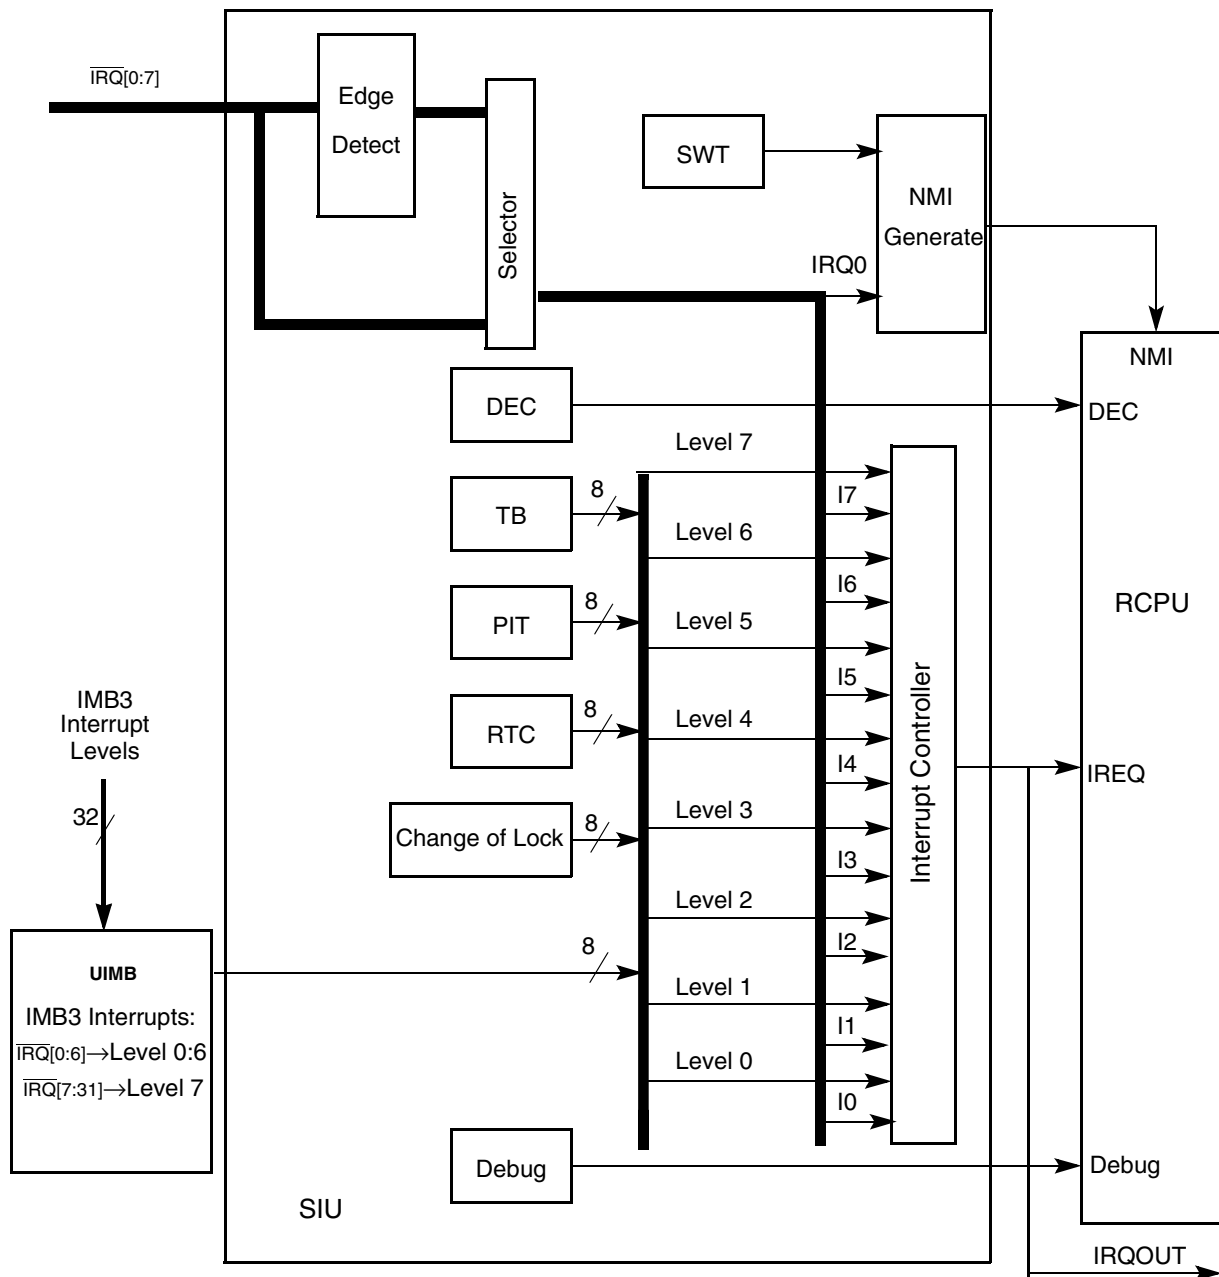 IRQ[0:7]
Edge
Detect
Selector
SWT
NMI
Generate
IRQ0
NMI
DEC
DEC
Level 7
8
TB
I7
Level 6
I6
8
PIT
Level 5
RCPU
I5
IMB3
Interrupt
Levels
8
RTC
Level 4
Interrupt Controller
I4
IREQ
32
8
Change of Lock
Level 3
I3
Level 2
8
I2
UIMB
Level 1
IMB3 Interrupts:
IRQ[0:6]→Level 0:6
IRQ[7:31]→Level 7
I1
Level 0
I0
Debug
Debug
SIU
IRQOUT